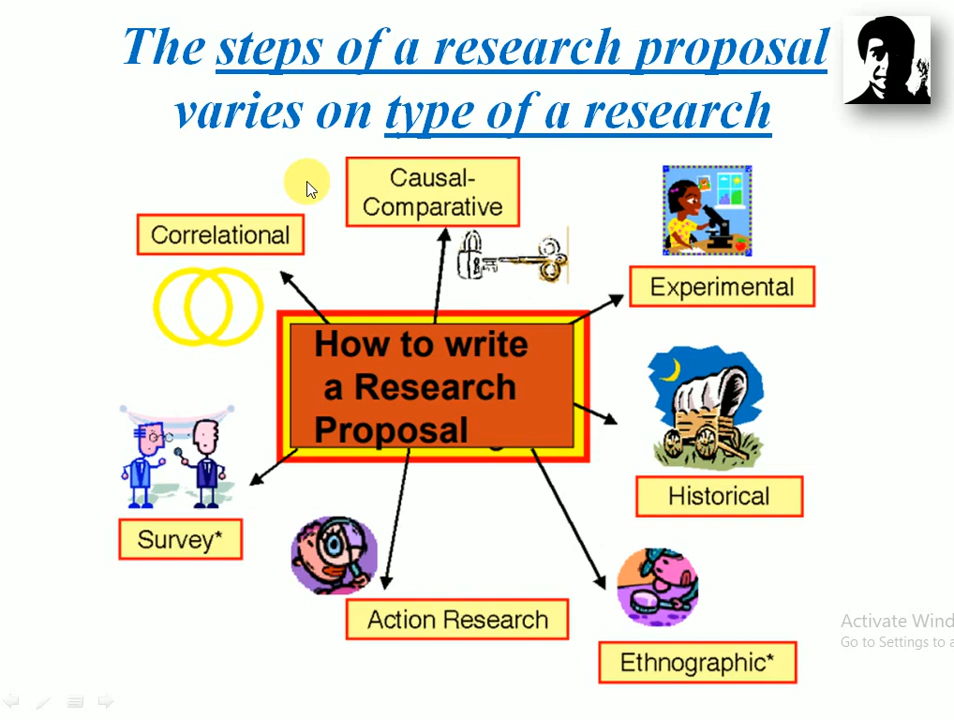 The steps of a research proposal
varies on type of a research
Causal-
Comparative
Correlational
Experimental
How to write
a Research
Proposal
Historical
Survey*
Action Research
Ethnographic*
Activate Wind
Go to Settings to a